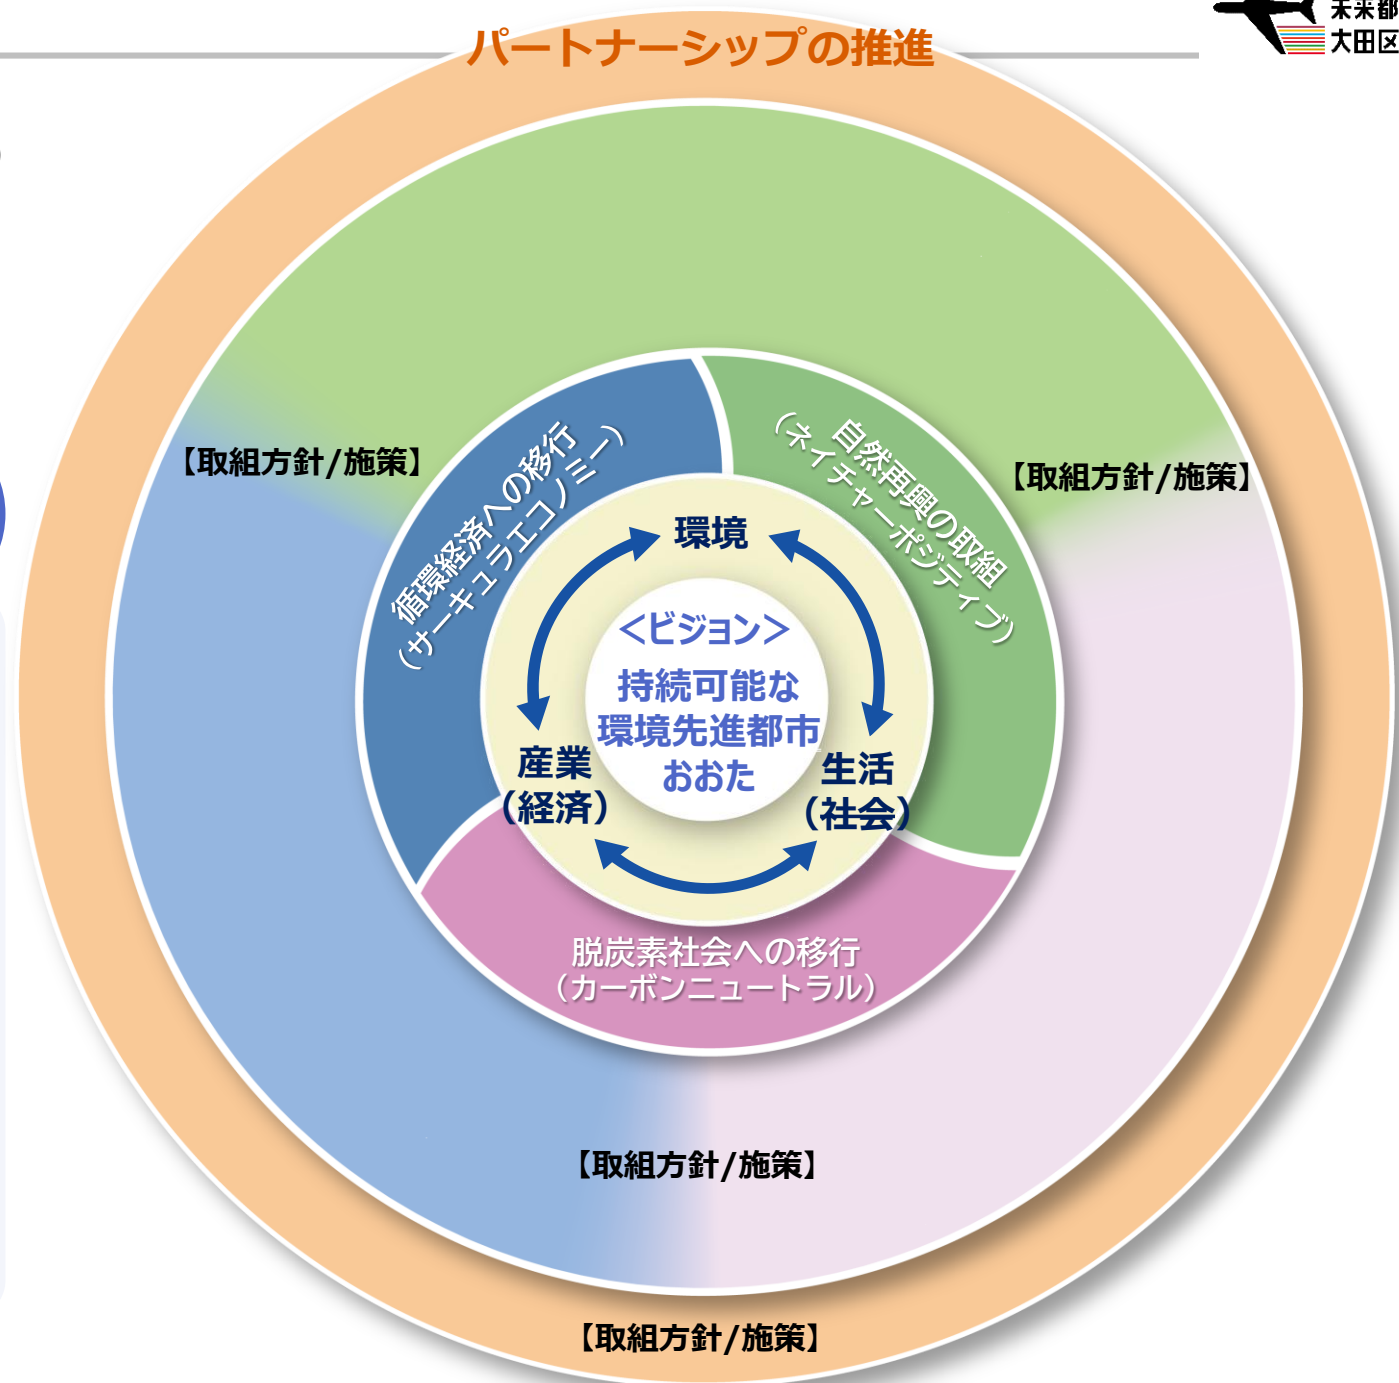 パートナーシップの推進
未来都
大田区
【取組方針/施策】
【取組方針/施策】
循環経済への移行
（サーキュラエコノミー）
自然再興の取組
（ネイチャーポジティブ）
環境
＜ビジョン＞
持続可能な
環境先進都市
おおた
産業
（経済）
生活
（社会）
脱炭素社会への移行
（カーボンニュートラル）
【取組方針/施策】
【取組方針/施策】